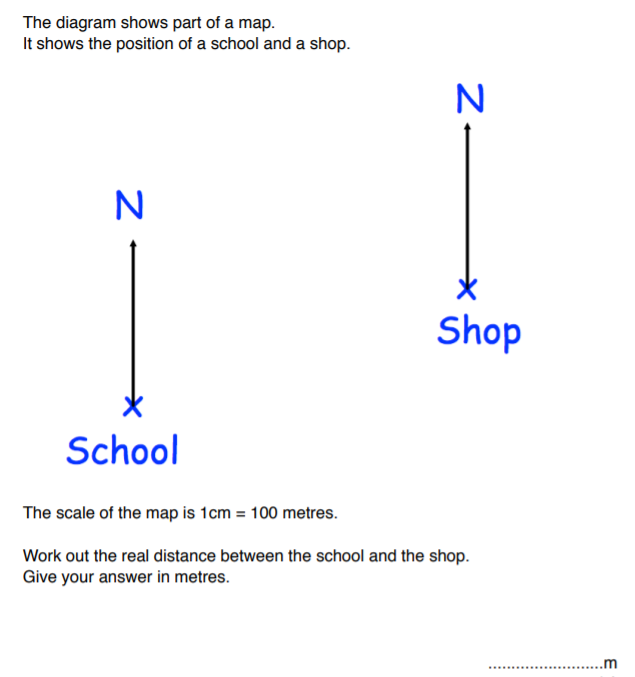 The diagram shows part of a map.
It shows the position of a school and a shop.
N
N
Shop
School
The scale of the map is 1cm = 100 metres.
Work out the real distance between the school and the shop.
Give your answer in metres.
.........................m